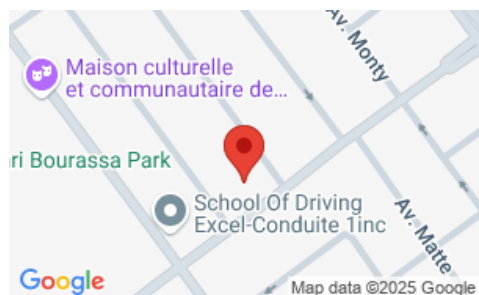 Av. Monty
Maison culturelle
et communautaire de...
ri Bourassa Park
School Of Driving
Excel-Conduite 1inc
Av. Matte
Google
Map data ©2025 Google